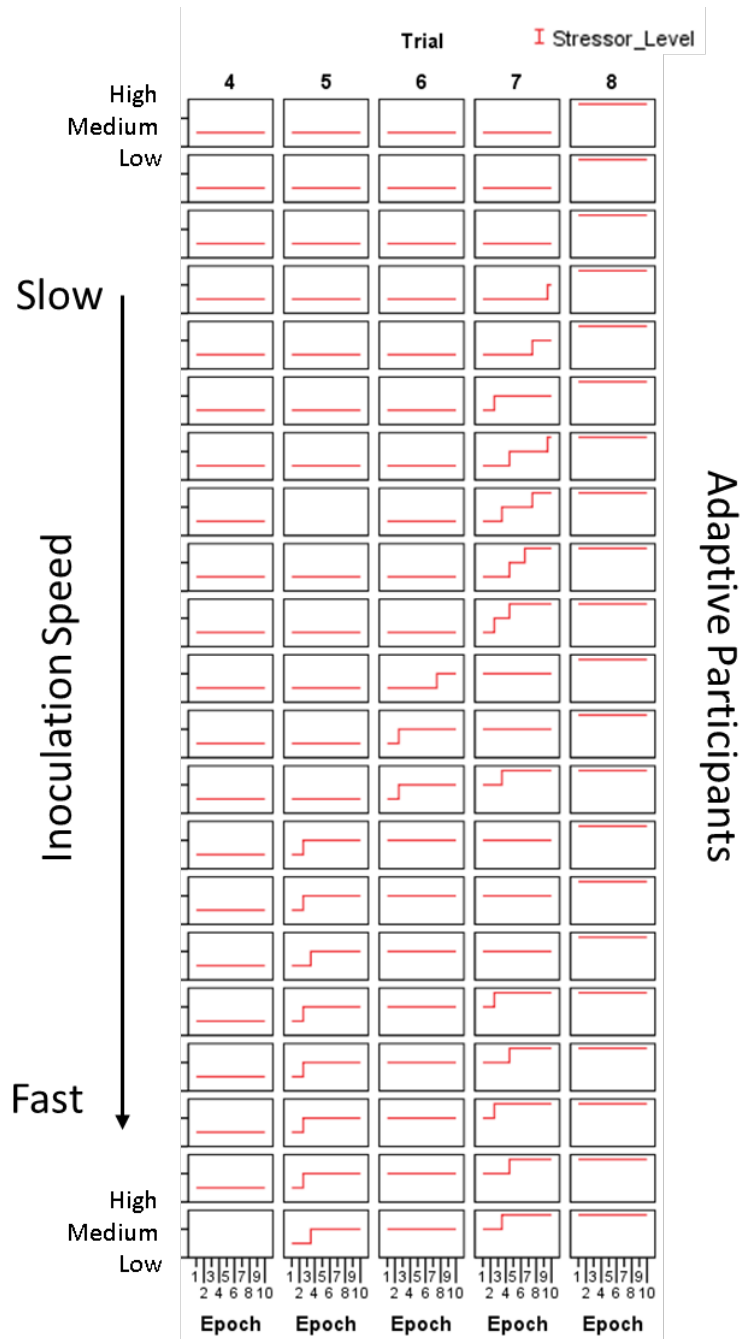 Trial
Stressor_Level
4 5 6 7 8
High
Medium
Low
Slow
Inoculation Speed
Fast
Adaptive Participants
High
Medium
Low
1 3 5 7 9 1 3 5 7 9 1 3 5 7 9 1 3 5 7 9 1 3 5 7 9
2 4 6 8 10 2 4 6 8 10 2 4 6 8 10 2 4 6 8 10 2 4 6 8 10
Epoch Epoch Epoch Epoch Epoch